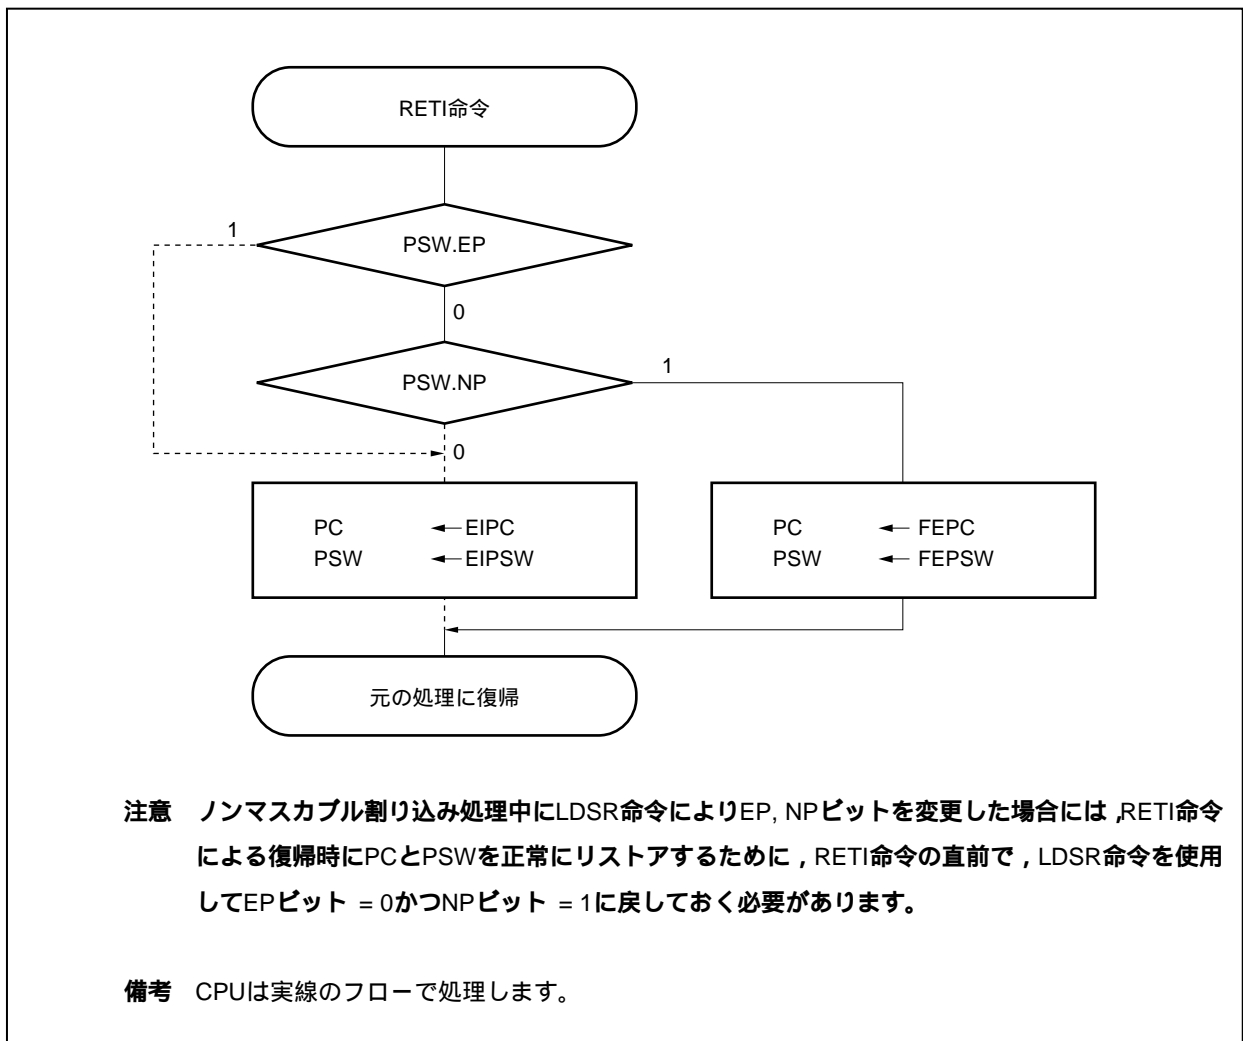 RETI命令
1
PSW.EP
0
PSW.NP
1
0
PC ← EIPC
PSW ← EIPSW
PC ← FEPC
PSW ← FEPSW
元の処理に復帰
注意 ノンマスカブル割り込み処理中にLDSR命令によりEP, NPビットを変更した場合には,RETI命令
による復帰時にPCとPSWを正常にリストアするために,RETI命令の直前で,LDSR命令を使用
してEPビット = 0かつNPビット = 1に戻しておく必要があります。
備考 CPUは実線のフローで処理します。